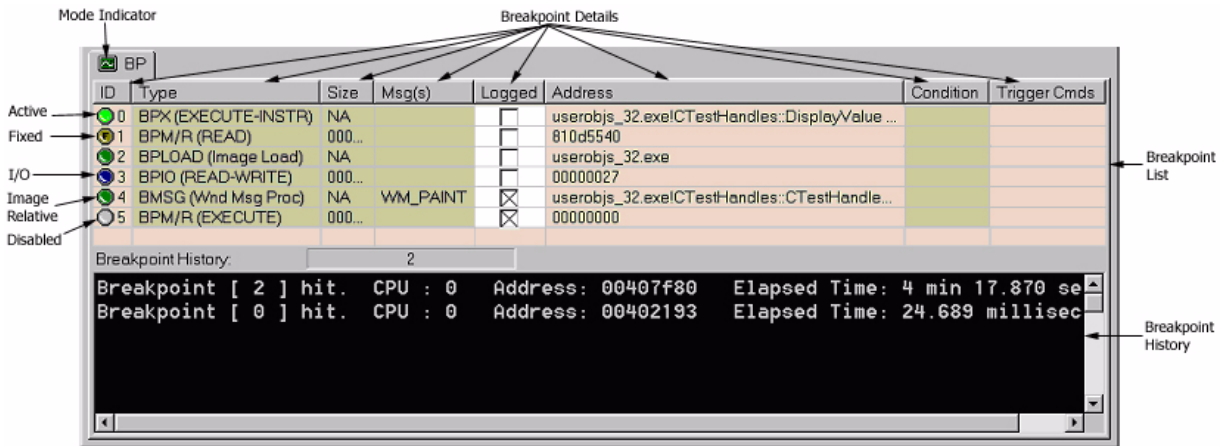 Mode Indicator
Breakpoint Details
BP
ID Type Size Msg(s) Logged Address Condition Trigger Cmds
Active
0 BPX (EXECUTE-INSTR) NA userobjs_32.exe!CTestHandles::DisplayValue ...
Fixed
1 BPM/R (READ) 000... 810d5540
2 BPLOAD (Image Load) NA userobjs_32.exe
I/O
3 BPIO (READ-WRITE) 000... 00000027
Breakpoint
List
Image
Relative
4 BMSG (Wnd Msg Proc) NA WM_PAINT userobjs_32.exe!CTestHandles::CTestHandle...
Disabled
5 BPM/R (EXECUTE) 000... 00000000
Breakpoint History: 2
Breakpoint [ 2 ] hit. CPU : 0 Address: 00407f80 Elapsed Time: 4 min 17.870 se
Breakpoint [ 0 ] hit. CPU : 0 Address: 00402193 Elapsed Time: 24.689 millisec
Breakpoint
History